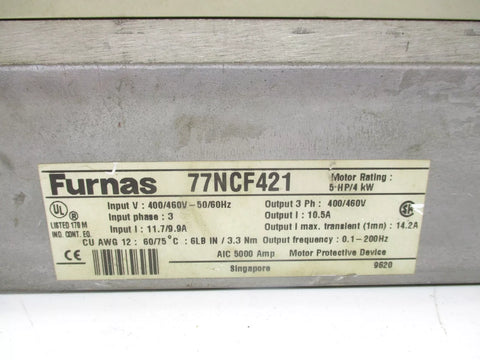 Furnas 77NCF421 Motor Rating :
5-HP/4 kW
Input V : 400/460V-50/60Hz Output 3 Ph : 400/460V
Input phase : 3 Output I : 10.5A
Input I : 11.7/9.9A Output I max. transient (1mn) : 14.2A
UL
LISTED 170 M
IND. CONT. EQ.
CU AWG 12 : 60/75°C : 6LB IN / 3.3 Nm Output frequency : 0.1-200Hz
CE AIC 5000 Amp Motor Protective Device
Singapore 9620